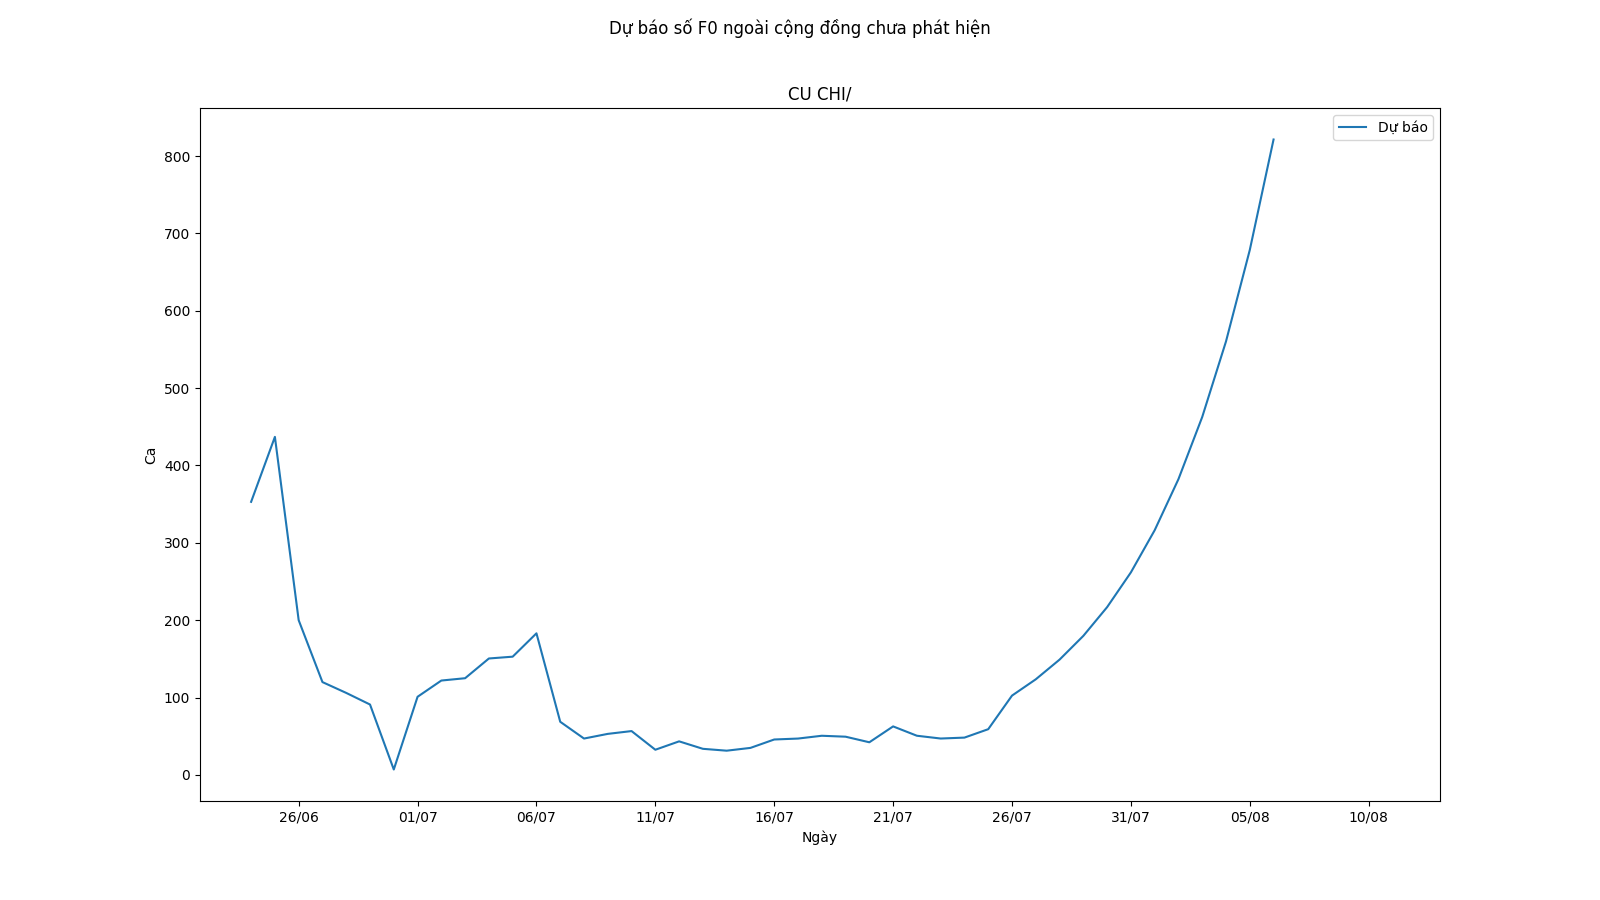 Dự báo số F0 ngoài cộng đồng chưa phát hiện
CU CHI/
Dự báo
800
700
600
500
400
300
200
100
0
Ca
26/06 01/07 06/07 11/07 16/07 21/07 26/07 31/07 05/08 10/08
Ngày